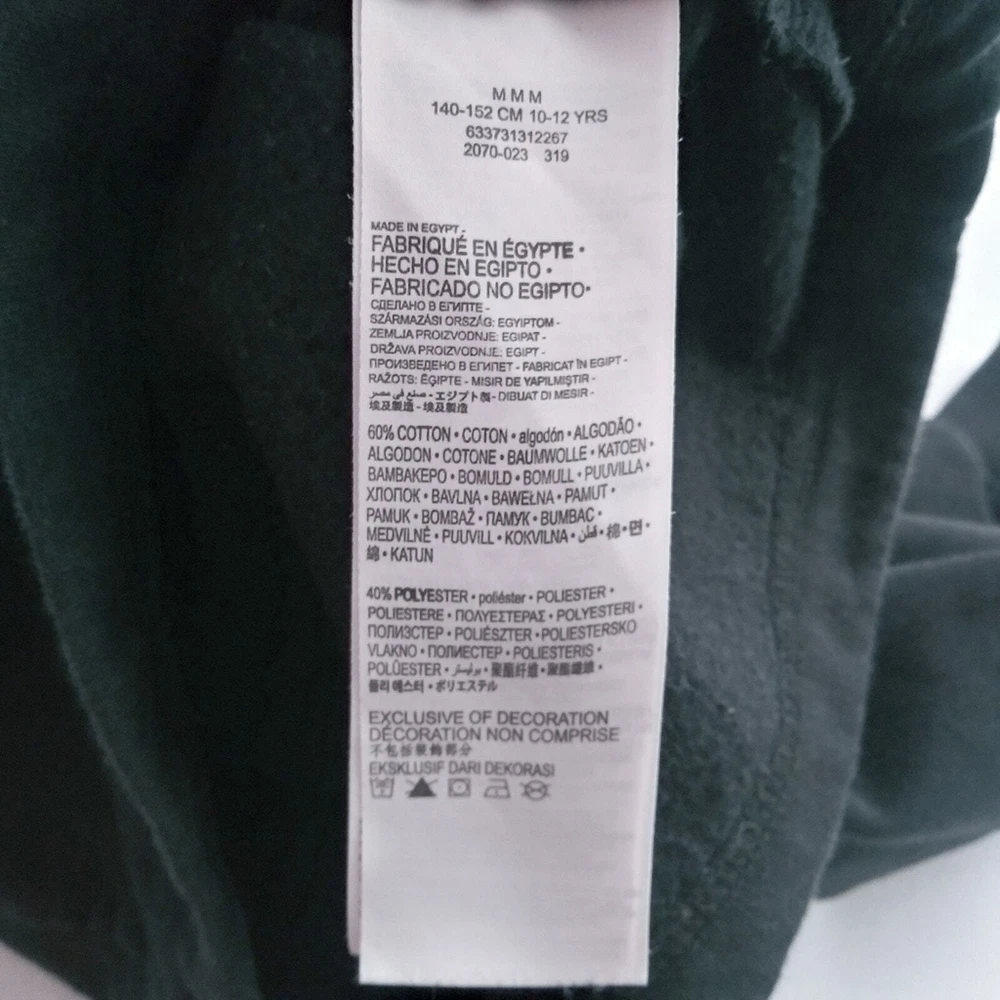 M M M
140-152 CM 10-12 YRS
633731312267
2070-023 319
MADE IN EGYPT -
FABRIQUÉ EN ÉGYPTE •
HECHO EN EGIPTO •
FABRICADO NO EGIPTO•
СДЕЛАНО В ЕГИПТЕ -
SZÁRMAZÁSI ORSZÁG: EGYIPTOM -
ZEMLJA PROIZVODNJE: EGIPAT -
DRŽAVA PROIZVODNJE: EGIPT -
ПРОИЗВЕДЕНО В ЕГИПЕТ - FABRICAT ÎN EGIPT -
RAŽOTS: ĒĢIPTE - MISIR DE YAPILMIŞTIR -
صنع في مصر - エジプト製 - DIBUAT DI MESIR -
埃及製造 - 埃及製造
60% COTTON • COTON • algodón • ALGODÃO •
ALGODON • COTONE • BAUMWOLLE • KATOEN •
ΒΑΜΒΑΚΕΡΟ • BOMULD • BOMULL • PUUVILLA •
ХЛОПОК • BAVLNA • BAWEŁNA • PAMUT •
PAMUK • BOMBAŽ • ПАМУК • BUMBAC •
MEDVILNĖ • PUUVILL • KOKVILNA • قطن • 棉 • 면 •
綿 • KATUN
40% POLYESTER • poliéster • POLIESTER •
POLIESTERE • ΠΟΛΥΕΣΤΕΡΑΣ • POLYESTERI •
ПОЛИЭСТЕР • POLIÉSZTER • POLIESTERSKO
VLAKNO • ПОЛИЕСТЕР • POLIESTERIS •
POLÜESTER • بوليستر • 聚酯纤维 • 聚酯纖維 •
폴리에스터 • ポリエステル
EXCLUSIVE OF DECORATION
DÉCORATION NON COMPRISE
不包括裝飾部分
EKSKLUSIF DARI DEKORASI